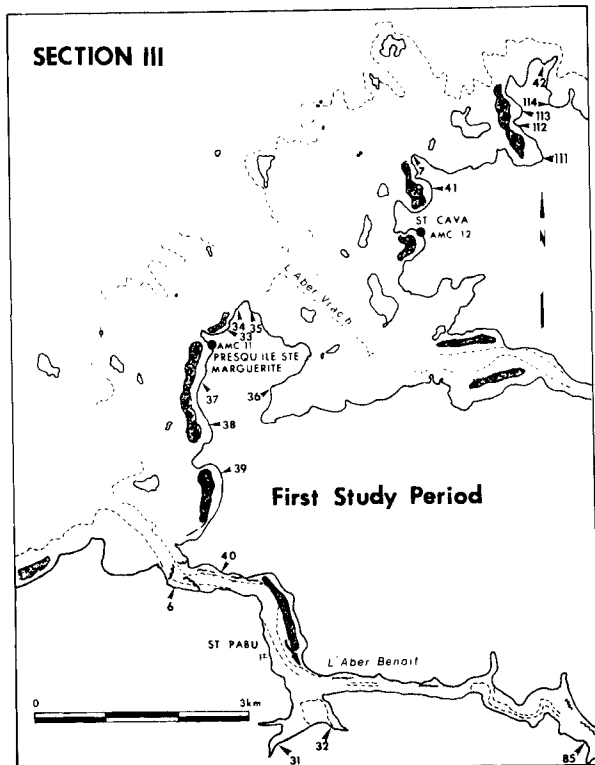 SECTION III
42
114
113
112
111
7
41
ST CAVA
AMC 12
N
L'Aber Vrac'h
34
35
33
AMC 11
PRESQU ILE STE
MARGUERITE
37
36
38
39
First Study Period
40
6
ST PABU
L'Aber Benoit
0
3km
32
31
85